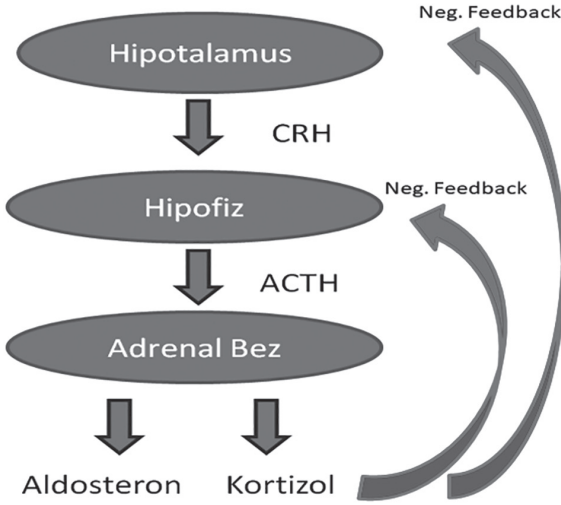 Neg. Feedback
Hipotalamus
CRH
Neg. Feedback
Hipofiz
ACTH
Adrenal Bez
Aldosteron
Kortizol